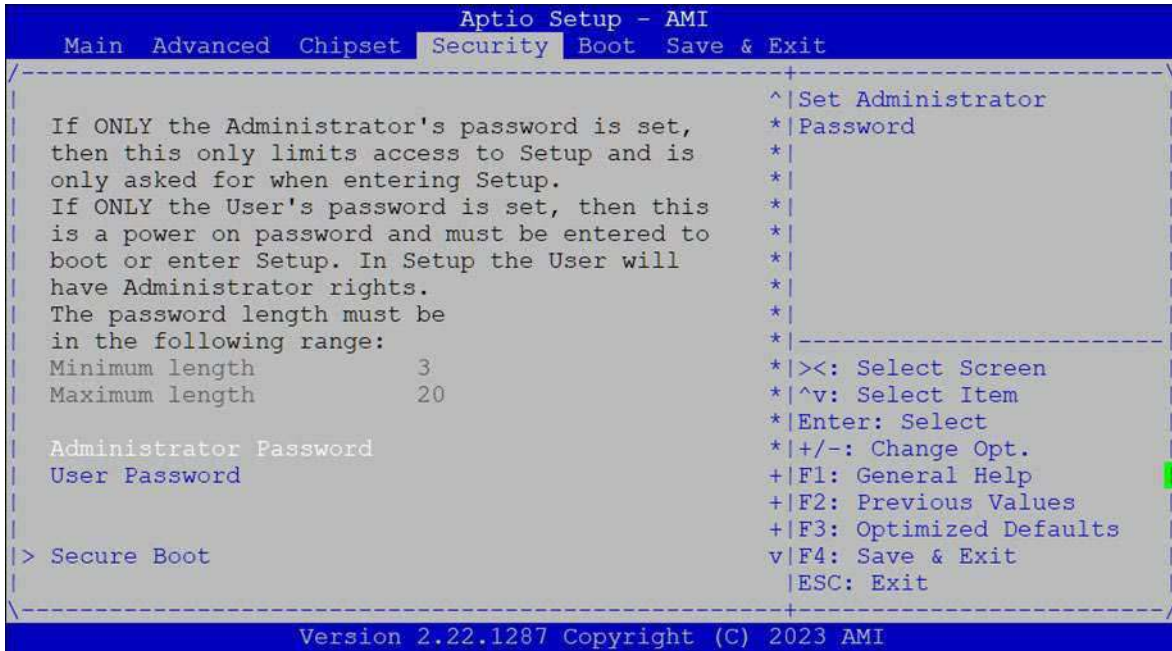 Aptio Setup - AMI
Main Advanced Chipset Security Boot Save & Exit
/------------------------------------------------------+--------------------------\
^|Set Administrator
If ONLY the Administrator's password is set, *|Password
then this only limits access to Setup and is *|
only asked for when entering Setup. *|
If ONLY the User's password is set, then this *|
is a power on password and must be entered to *|
boot or enter Setup. In Setup the User will *|
have Administrator rights. *|
The password length must be *|
in the following range: *|--------------------------|
Minimum length 3 *|><: Select Screen
Maximum length 20 *|^v: Select Item
*|Enter: Select
Administrator Password *|+/-: Change Opt.
User Password +|F1: General Help
+|F2: Previous Values
+|F3: Optimized Defaults
|> Secure Boot v|F4: Save & Exit
|ESC: Exit
\------------------------------------------------------+--------------------------/
Version 2.22.1287 Copyright (C) 2023 AMI